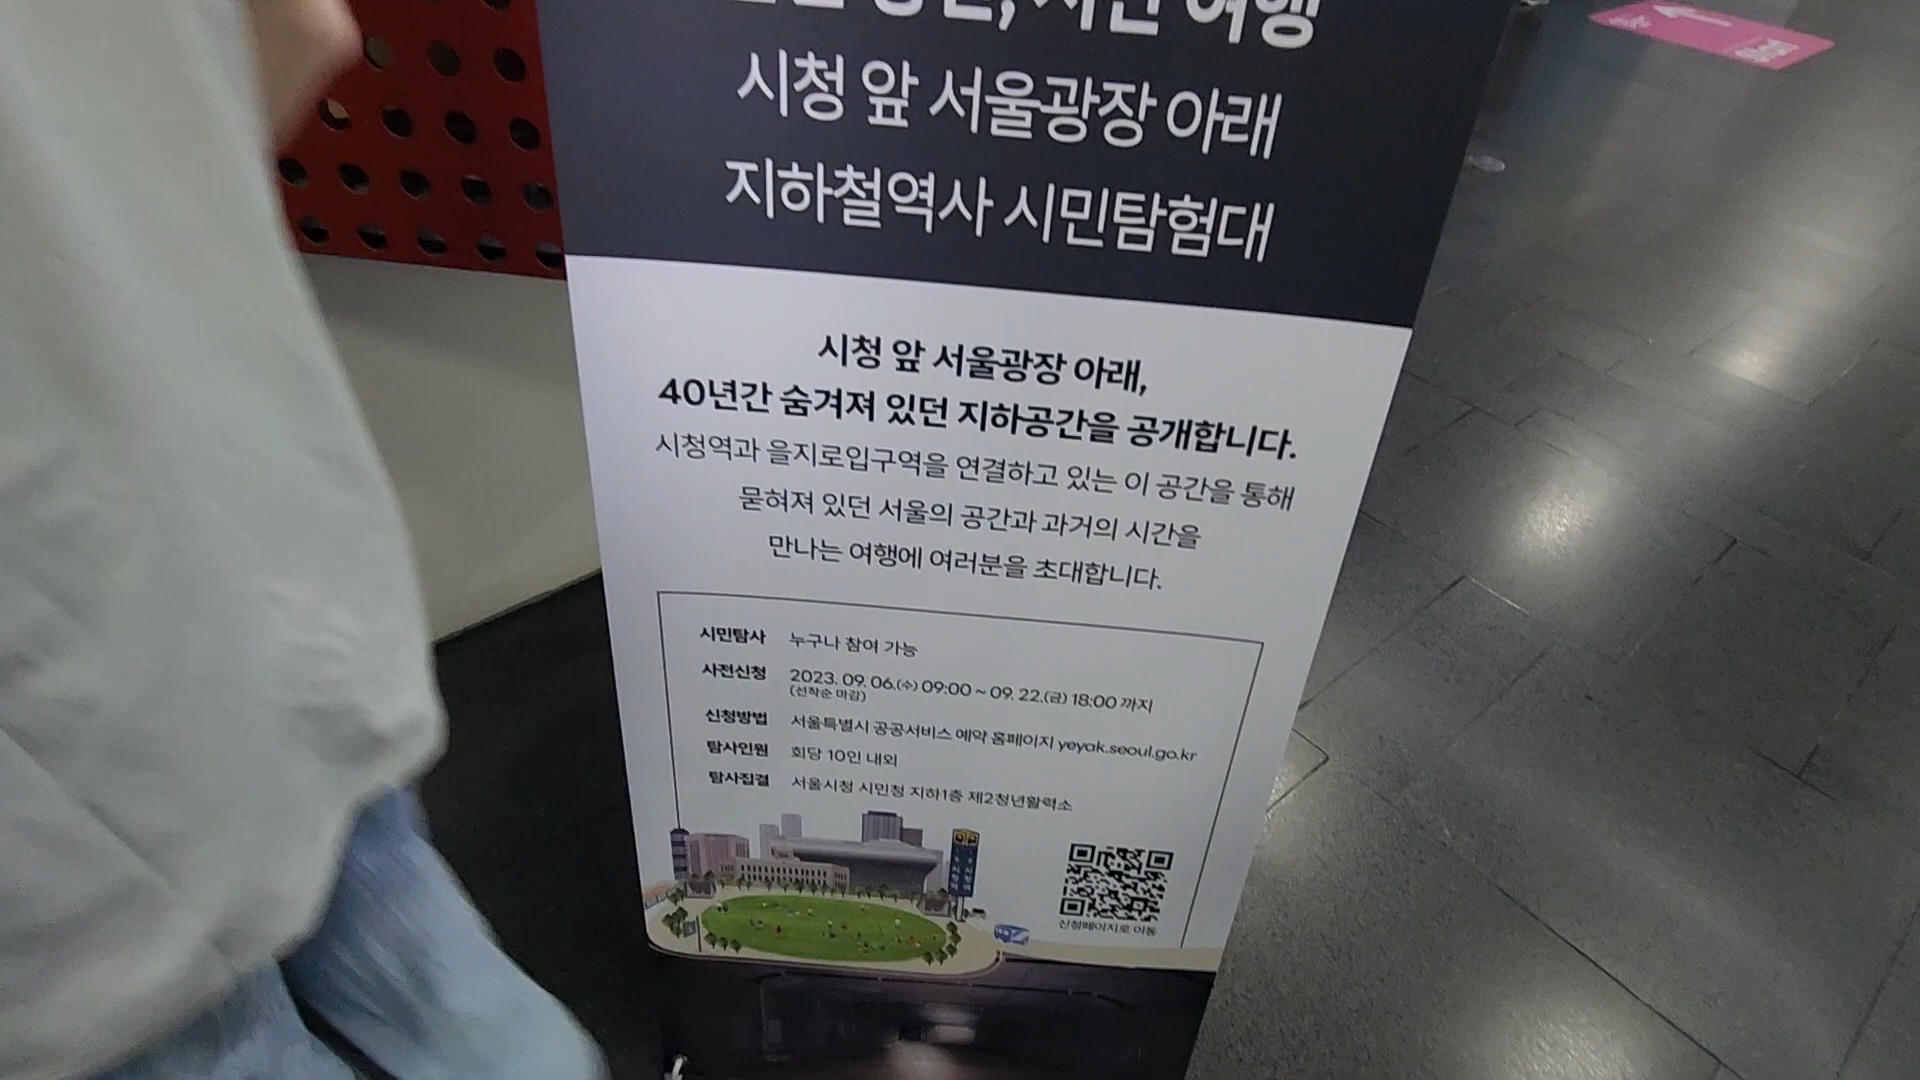 여행
시청 앞 서울광장 아래
지하철역사 시민탐험대
시청 앞 서울광장 아래,
40년간 숨겨져 있던 지하공간을 공개합니다.
시청역과 을지로입구역을 연결하고 있는 이 공간을 통해
묻혀져 있던 서울의 공간과 과거의 시간을
만나는 여행에 여러분을 초대합니다.
시민탐사 누구나 참여 가능
사전신청 2023. 09. 06.(수) 09:00 ~ 09. 22.(금) 18:00 까지
(선착순 마감)
신청방법 서울특별시 공공서비스 예약 홈페이지 yeyak.seoul.go.kr
탐사인원 회당 10인 내외
탐사집결 서울시청 시민청 지하1층 제2청년활력소
신청페이지로 이동